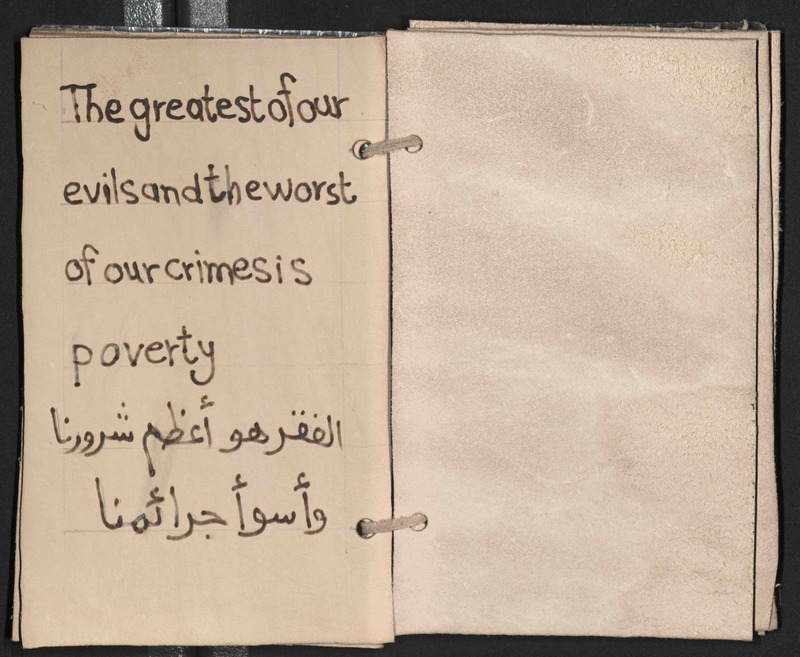 The greatest of our
evils and the worst
of our crimes is
poverty
الفقر هو أعظم شرورنا
وأسوأ جرائمنا